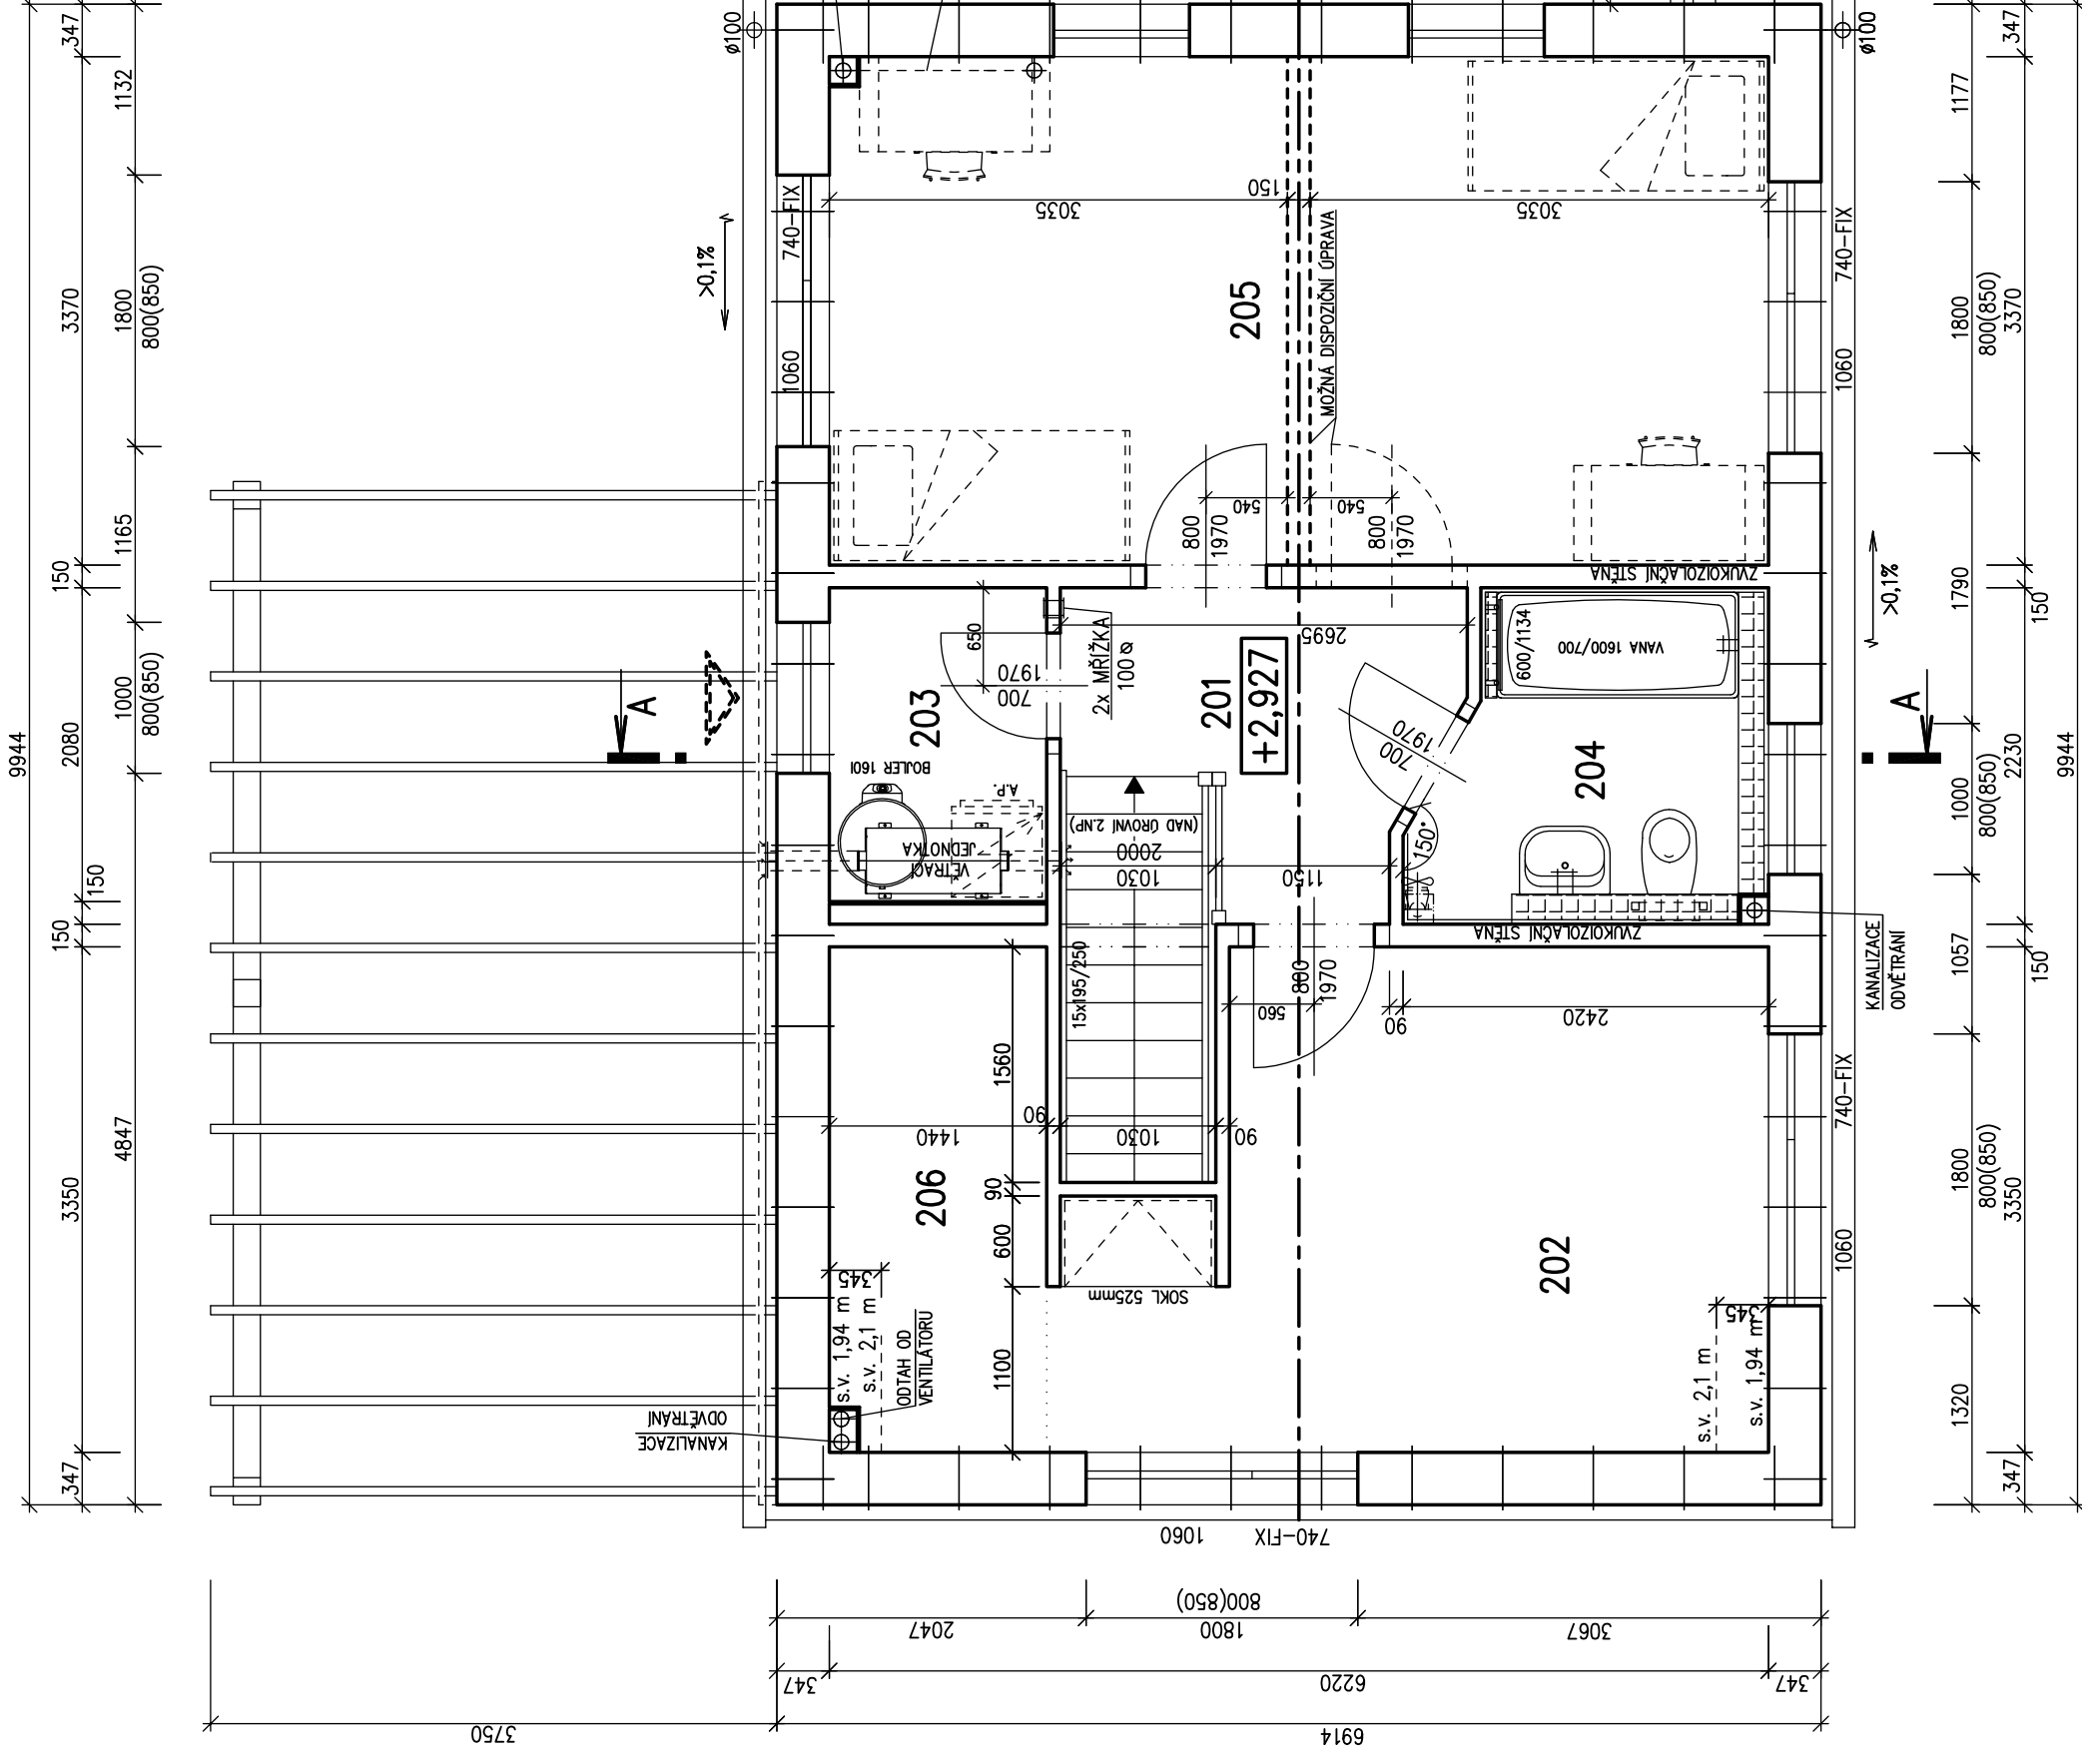 9944
347
3370
150
2080
150
150
3350
347
1132
1800
800(850)
1165
1000
800(850)
4847
>0,1%
A
ø100
740-FIX
1060
3035
150
3035
205
MOŽNÁ DISPOZIČNÍ ÚPRAVA
540
540
800
1970
800
1970
ZVUKOIZOLAČNÍ STĚNA
650
1970
700
2x MŘÍŽKA
100 ø
2695
203
201
+2,927
BOJLER 160l
A.P.
VĚTRACÍ
JEDNOTKA
(NAD ÚROVNÍ 2.NP)
2000
1030
1150
1970
700
150°
600/1134
VANA 1600/700
204
ZVUKOIZOLAČNÍ STĚNA
15x195/250
800
1970
560
90
2420
1560
90
1440
1030
90
90
600
1100
206
202
SOKL 525mm
345
s.v. 1,94 m
s.v. 2,1 m
ODTAH OD
VENTILÁTORU
KANALIZACE
ODVĚTRÁNÍ
345
s.v. 2,1 m
s.v. 1,94 m
1060
740-FIX
ø100
740-FIX
1060
740-FIX
1060
>0,1%
A
KANALIZACE
ODVĚTRÁNÍ
1177
1800
800(850)
1790
1000
800(850)
1057
1800
800(850)
1320
347
3370
150
2230
150
3350
347
9944
2047
1800
800(850)
3067
347
6220
347
3750
6914